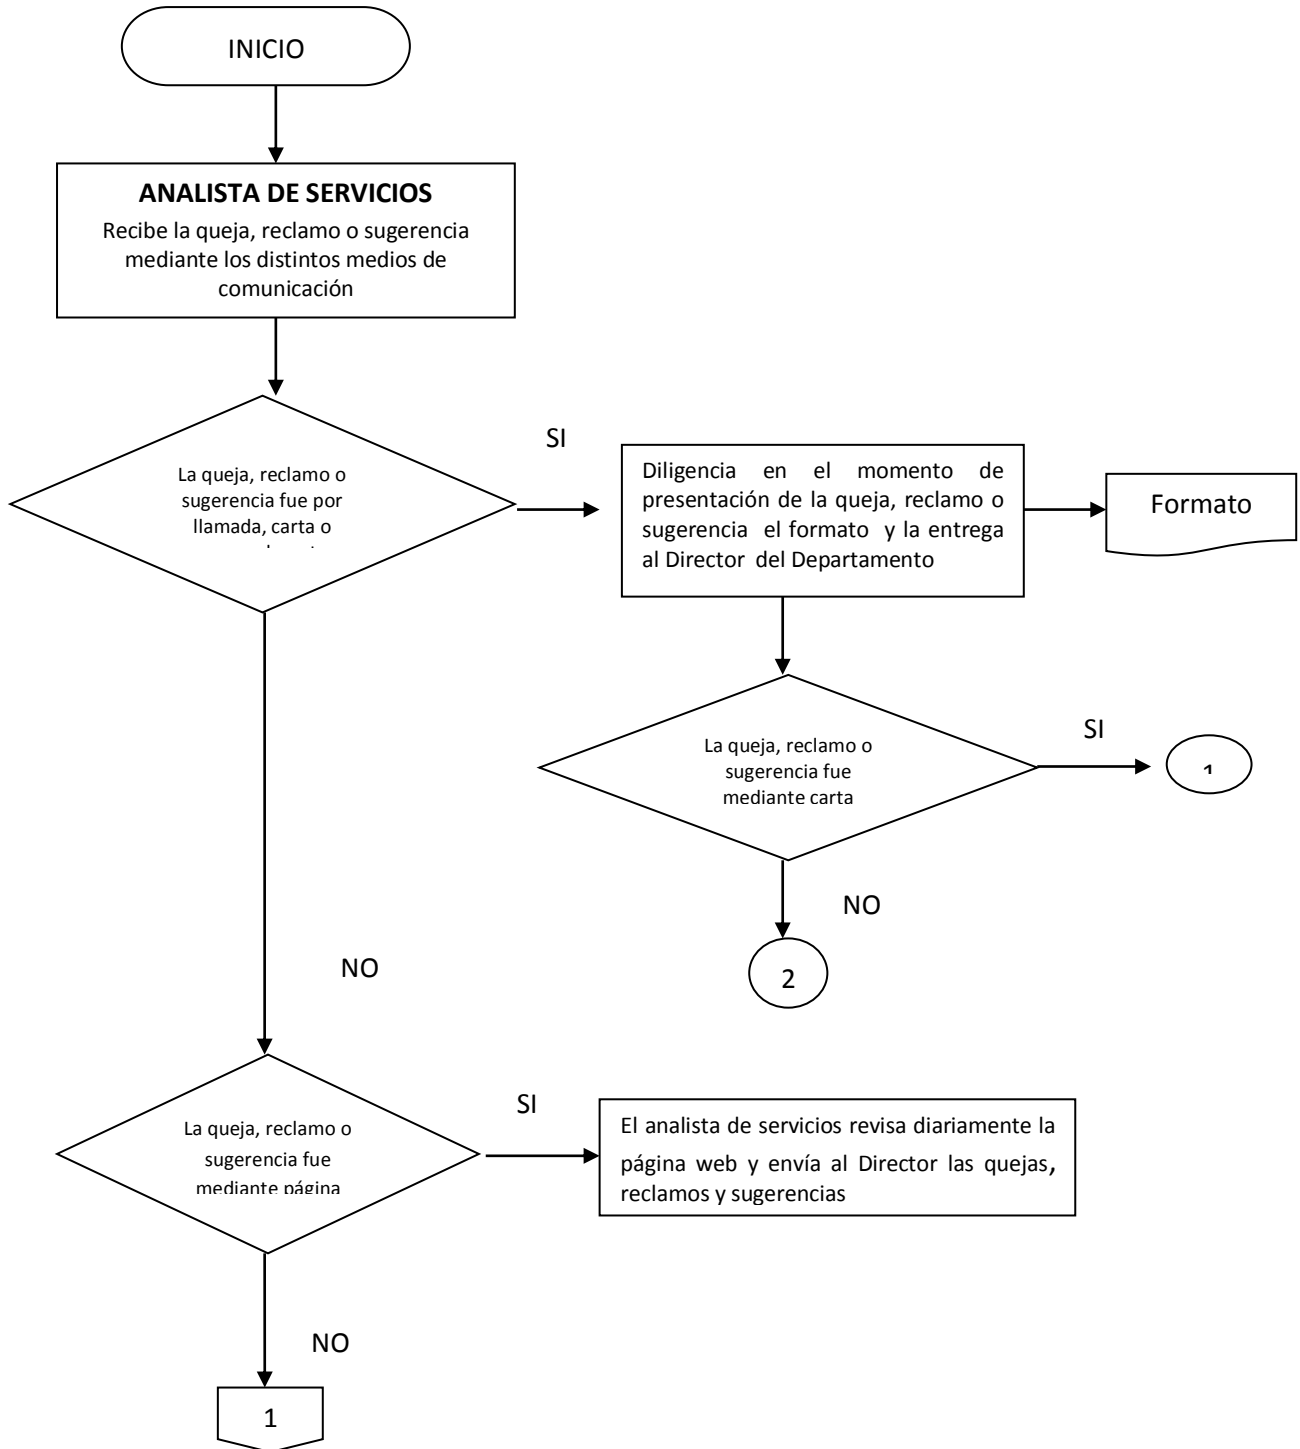 INICIO
ANALISTA DE SERVICIOS
Recibe la queja, reclamo o sugerencia
mediante los distintos medios de
comunicación
La queja, reclamo o
sugerencia fue por
llamada, carta o
SI
Diligencia en el momento de
presentación de la queja, reclamo o
sugerencia el formato y la entrega
al Director del Departamento
Formato
La queja, reclamo o
sugerencia fue
mediante carta
SI
1
NO
2
NO
La queja, reclamo o
sugerencia fue
mediante página
SI
El analista de servicios revisa diariamente la
página web y envía al Director las quejas,
reclamos y sugerencias
NO
1